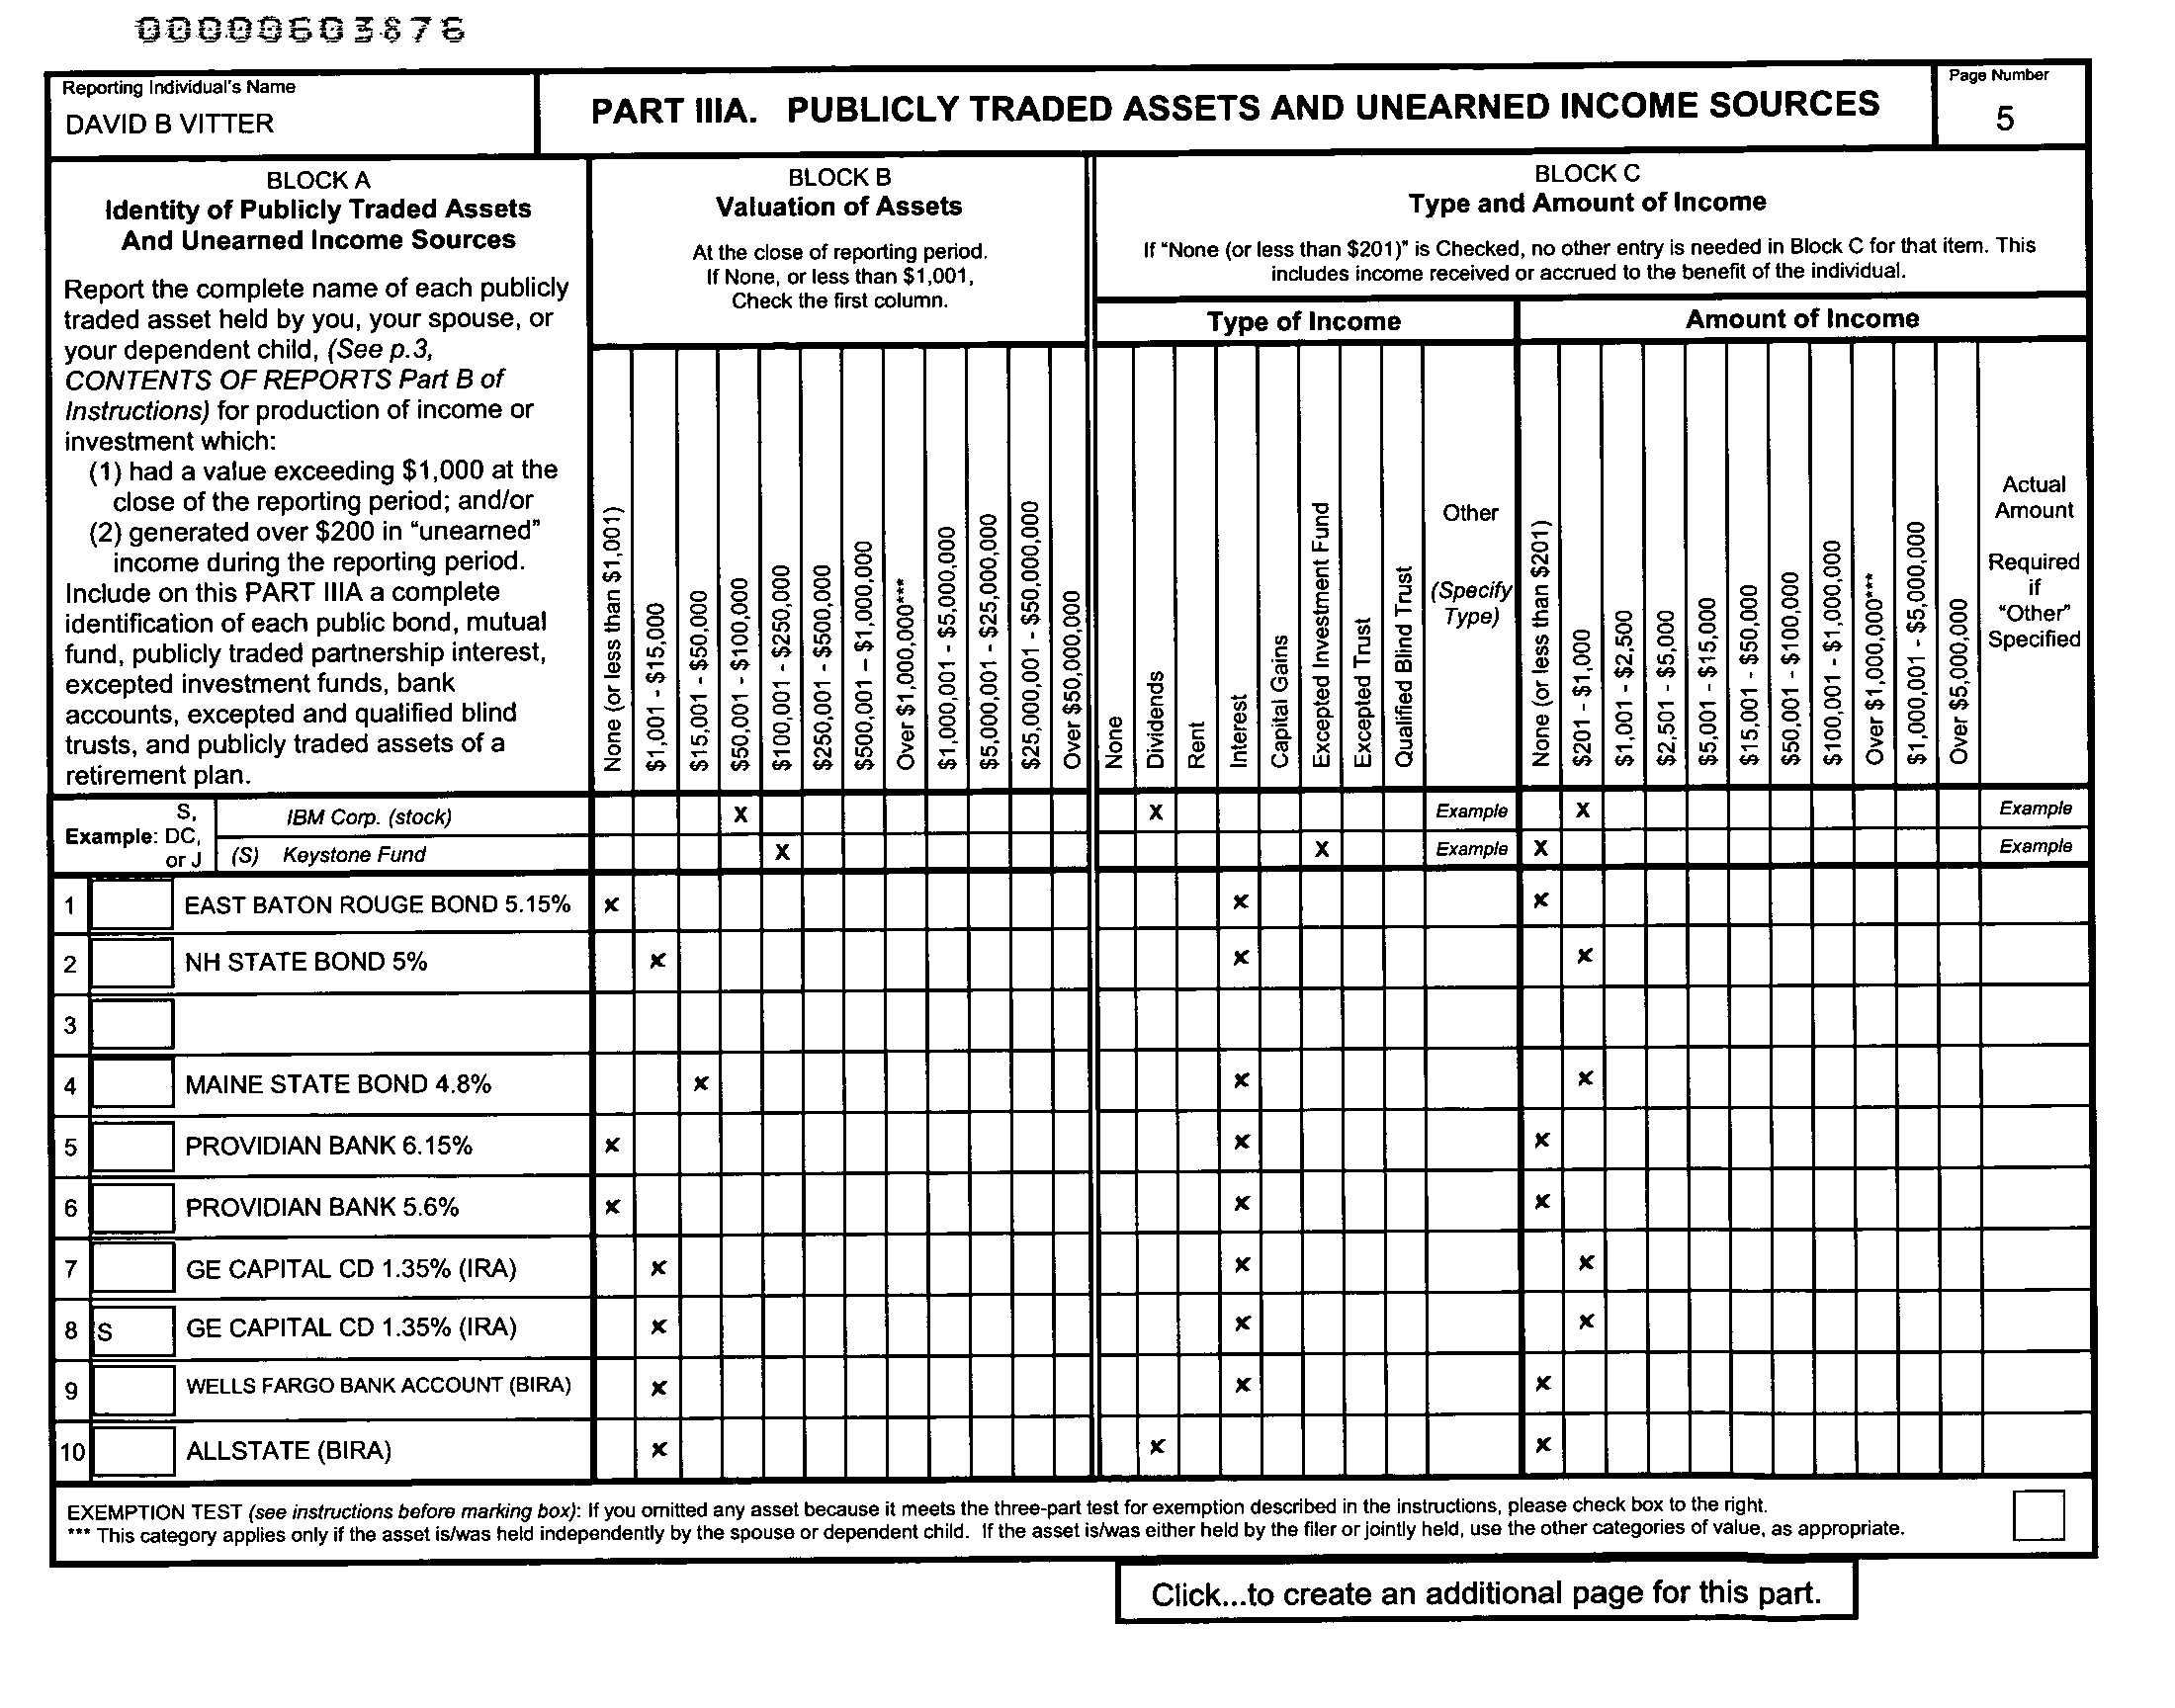 00000603876
Reporting Individual's Name
DAVID B VITTER
PART IIIA. PUBLICLY TRADED ASSETS AND UNEARNED INCOME SOURCES
Page Number
5
BLOCK A
Identity of Publicly Traded Assets
And Unearned Income Sources
Report the complete name of each publicly
traded asset held by you, your spouse, or
your dependent child, (See p.3,
CONTENTS OF REPORTS Part B of
Instructions) for production of income or
investment which:
(1) had a value exceeding $1,000 at the
close of the reporting period; and/or
(2) generated over $200 in "unearned"
income during the reporting period.
Include on this PART IIIA a complete
identification of each public bond, mutual
fund, publicly traded partnership interest,
excepted investment funds, bank
accounts, excepted and qualified blind
trusts, and publicly traded assets of a
retirement plan.
BLOCK B
Valuation of Assets
At the close of reporting period.
If None, or less than $1,001,
Check the first column.
None (or less than $1,001)
$1,001 - $15,000
$15,001 - $50,000
$50,001 - $100,000
$100,001 - $250,000
$250,001 - $500,000
$500,001 – $1,000,000
Over $1,000,000***
$1,000,001 - $5,000,000
$5,000,001 - $25,000,000
$25,000,001 - $50,000,000
Over $50,000,000
BLOCK C
Type and Amount of Income
If "None (or less than $201)" is Checked, no other entry is needed in Block C for that item. This
includes income received or accrued to the benefit of the individual.
Type of Income
None
Dividends
Rent
Interest
Capital Gains
Excepted Investment Fund
Excepted Trust
Qualified Blind Trust
Other
(Specify
Type)
Amount of Income
None (or less than $201)
$201 - $1,000
$1,001 - $2,500
$2,501 - $5,000
$5,001 - $15,000
$15,001 - $50,000
$50,001 - $100,000
$100,001 - $1,000,000
Over $1,000,000***
$1,000,001 - $5,000,000
Over $5,000,000
Actual
Amount
Required
if
"Other"
Specified
Example: S, DC, or J
IBM Corp. (stock) X X Example X Example
(S) Keystone Fund X X Example X Example
1 EAST BATON ROUGE BOND 5.15% x x x
2 NH STATE BOND 5% x x x
3
4 MAINE STATE BOND 4.8% x x x
5 PROVIDIAN BANK 6.15% x x x
6 PROVIDIAN BANK 5.6% x x x
7 GE CAPITAL CD 1.35% (IRA) x x x
8 S GE CAPITAL CD 1.35% (IRA) x x x
9 WELLS FARGO BANK ACCOUNT (BIRA) x x x
10 ALLSTATE (BIRA) x x x
EXEMPTION TEST (see instructions before marking box): If you omitted any asset because it meets the three-part test for exemption described in the instructions, please check box to the right.
*** This category applies only if the asset is/was held independently by the spouse or dependent child. If the asset is/was either held by the filer or jointly held, use the other categories of value, as appropriate.
Click...to create an additional page for this part.